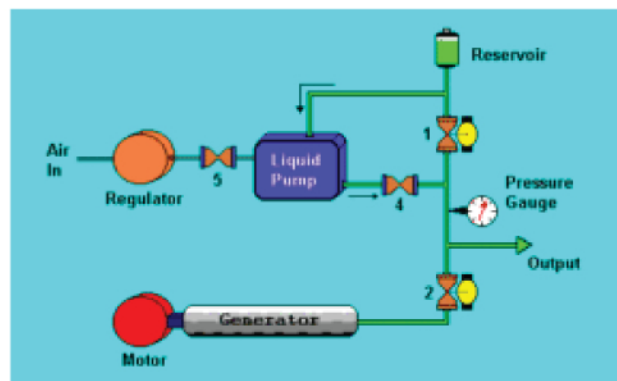 Reservoir
1
Air
In
Liquid
Pump
5
Regulator
4
Pressure
Gauge
Output
2
Generator
Motor